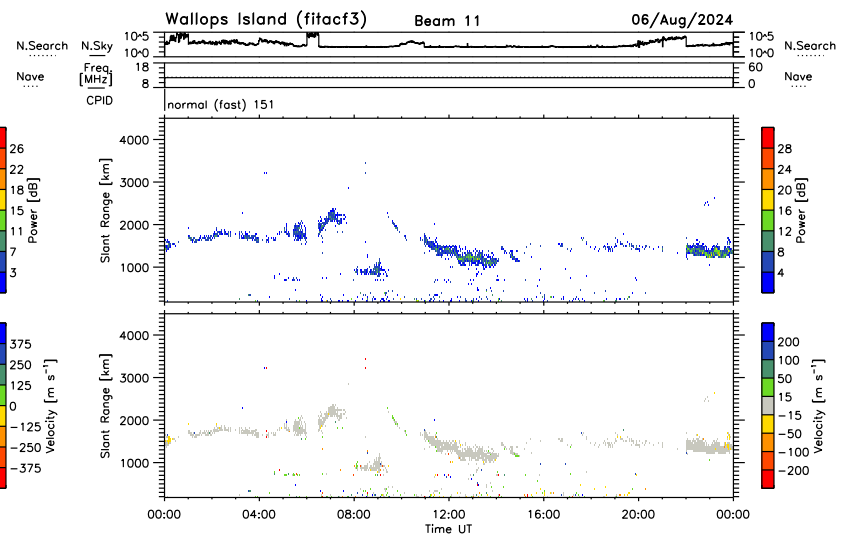 Wallops Island (fitacf3) Beam 11 06/Aug/2024
N.Search N.Sky 10^5 10^0 10^5 10^0 N.Search
Nave Freq. [MHz] 18 8 60 0 Nave
CPID normal (fast) 151
Power [dB] 26 22 18 15 11 7 3
Slant Range [km] 4000 3000 2000 1000
Power [dB] 28 24 20 16 12 8 4
Velocity [m s⁻¹] 375 250 125 0 −125 −250 −375
Slant Range [km] 4000 3000 2000 1000
Velocity [m s⁻¹] 200 100 50 15 −15 −50 −100 −200
00:00 04:00 08:00 12:00 16:00 20:00 00:00
Time UT